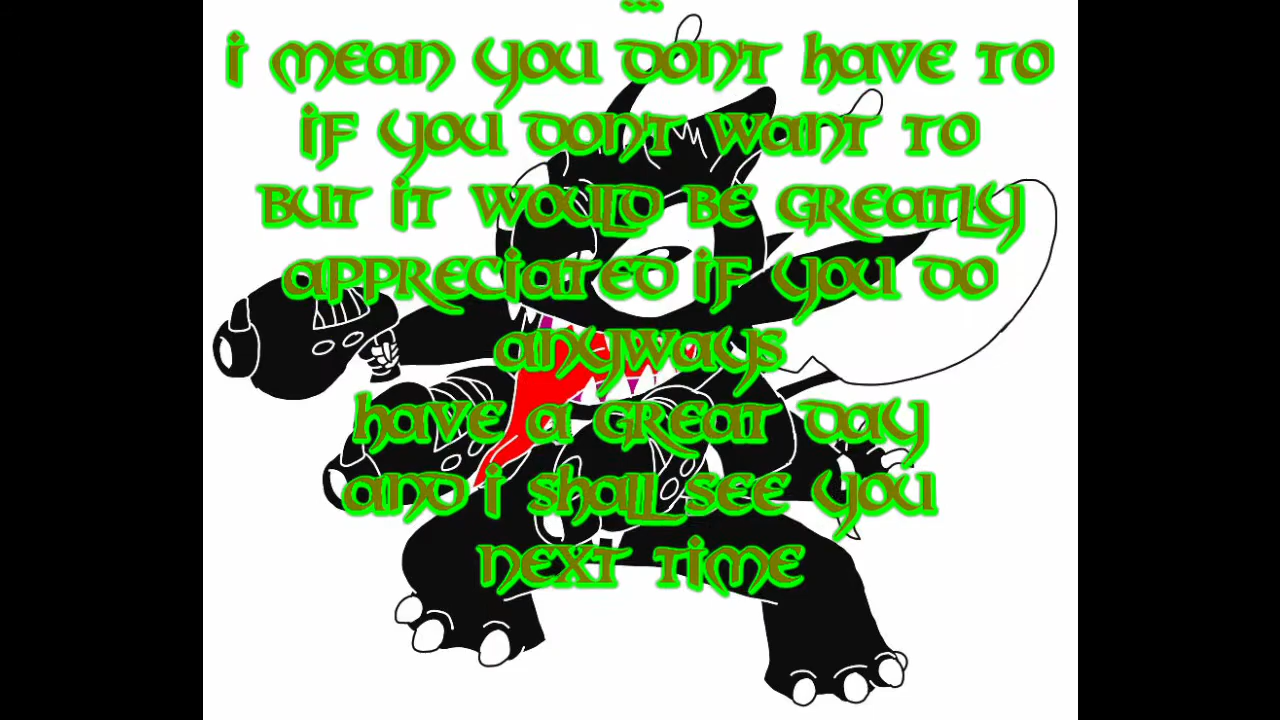 ...
i mean you dont have to
if you dont want to
but it would be greatly
appreciated if you do
anyways
have a great day
and i shall see you
next time